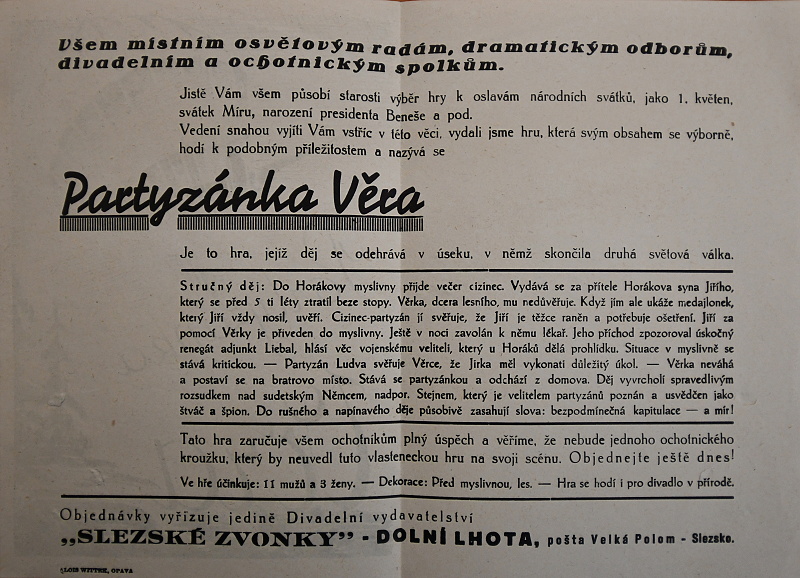 Všem místním osvětovým radám, dramatickým odborům,
divadelním a ochotnickým spolkům.
Jistě Vám všem působí starosti výběr hry k oslavám národních svátků, jako 1. květen,
svátek Míru, narození presidenta Beneše a pod.
Vedení snahou vyjíti Vám vstříc v této věci, vydali jsme hru, která svým obsahem se výborně,
hodí k podobným příležitostem a nazývá se
Partyzánka Věra
Je to hra, jejíž děj se odehrává v úseku, v němž skončila druhá světová válka.
Stručný děj: Do Horákovy myslivny přijde večer cizinec. Vydává se za přítele Horákova syna Jiřího,
který se před 5 ti léty ztratil beze stopy. Věrka, dcera lesního, mu nedůvěřuje. Když jím ale ukáže medajlonek,
který Jiří vždy nosil, uvěří. Cizinec-partyzán jí svěřuje, že Jiří je těžce raněn a potřebuje ošetření. Jiří za
pomocí Věrky je přiveden do myslivny. Ještě v noci zavolán k němu lékař. Jeho příchod zpozoroval úskočný
renegát adjunkt Liebal, hlásí věc vojenskému veliteli, který u Horáků dělá prohlídku. Situace v myslivně se
stává kritickou. — Partyzán Ludva svěřuje Věrce, že Jirka měl vykonati důležitý úkol. — Věrka neváhá
a postaví se na bratrovo místo. Stává se partyzánkou a odchází z domova. Děj vyvrcholí spravedlivým
rozsudkem nad sudetským Němcem, nadpor. Stejnem, který je velitelem partyzánů poznán a usvědčen jako
štváč a špion. Do rušného a napínavého děje působivě zasahují slova: bezpodmínečná kapitulace — a mír!
Tato hra zaručuje všem ochotníkům plný úspěch a věříme, že nebude jednoho ochotnického
kroužku, který by neuvedl tuto vlasteneckou hru na svoji scénu. Objednejte ještě dnes!
Ve hře účinkuje: 11 mužů a 3 ženy. — Dekorace: Před myslivnou, les. — Hra se hodí i pro divadlo v přírodě.
Objednávky vyřizuje jedině Divadelní vydavatelství
„SLEZSKÉ ZVONKY” - DOLNÍ LHOTA, pošta Velká Polom - Slezsko.
ALOIS WITTEK, OPAVA